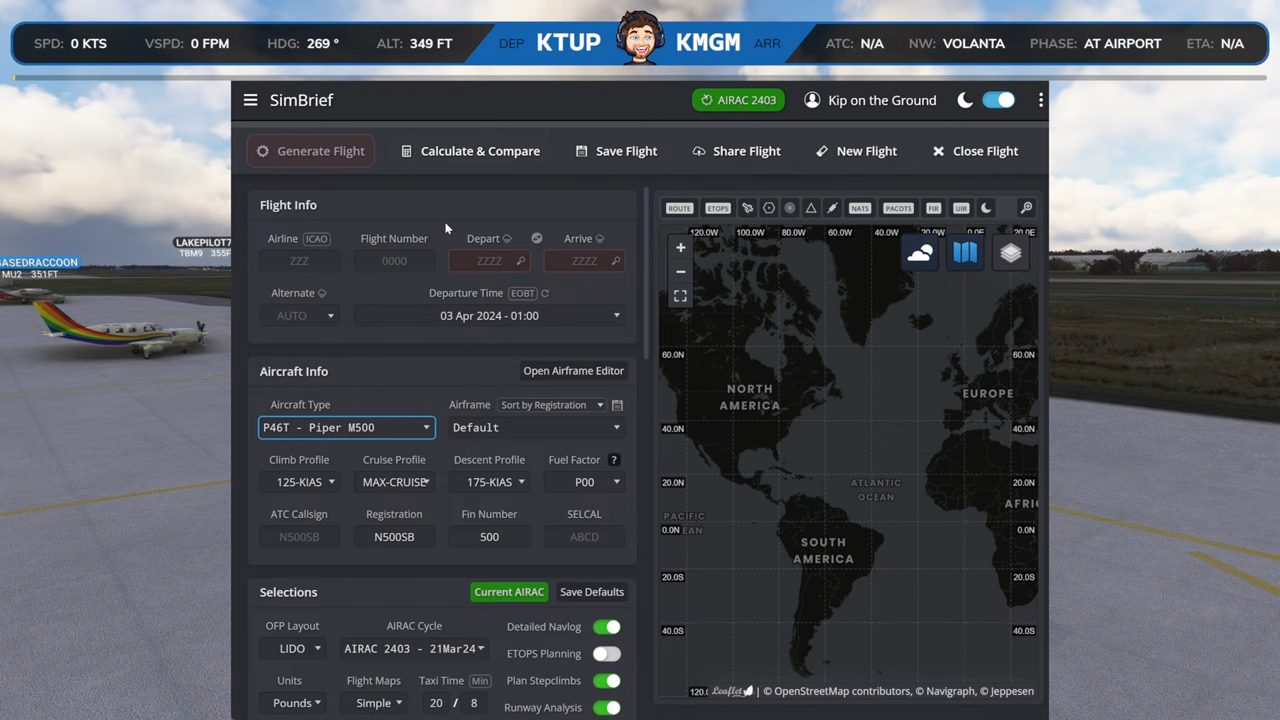 SPD: 0 KTS VSPD: 0 FPM HDG: 269 ° ALT: 349 FT DEP KTUP KMGM ARR ATC: N/A NW: VOLANTA PHASE: AT AIRPORT ETA: N/A
SimBrief AIRAC 2403 Kip on the Ground
Generate Flight Calculate & Compare Save Flight Share Flight New Flight Close Flight
Flight Info
Airline ICAO Flight Number Depart Arrive
ZZZ 0000 ZZZZ ZZZZ
Alternate Departure Time EOBT
AUTO 03 Apr 2024 - 01:00
Aircraft Info Open Airframe Editor
Aircraft Type Airframe Sort by Registration
P46T - Piper M500 Default
Climb Profile Cruise Profile Descent Profile Fuel Factor ?
125-KIAS MAX-CRUISE 175-KIAS P00
ATC Callsign Registration Fin Number SELCAL
N500SB N500SB 500 ABCD
Selections Current AIRAC Save Defaults
OFP Layout AIRAC Cycle Detailed Navlog
LIDO AIRAC 2403 - 21Mar24 ETOPS Planning
Units Flight Maps Taxi Time Min Plan Stepclimbs
Pounds Simple 20 / 8 Runway Analysis
ROUTE ETOPS NATS PACOTS FIR UIR
120.0W 100.0W 80.0W 60.0W 40.0W 20.0W 0.0E 20.0E
+
−
60.0N 60.0N
NORTH
AMERICA
EUROPE
40.0N 40.0N
20.0N 20.0N
ATLANTIC
OCEAN
AFRI
PACIFIC
EAN
0.0N 0.0N
SOUTH
AMERICA
20.0S 20.0S
40.0S 40.0S
120.0 Leaflet | © OpenStreetMap contributors, © Navigraph, © Jeppesen
LAKEPILOT7
TBM9 355F
BASEDRACCOON
MU2 351FT